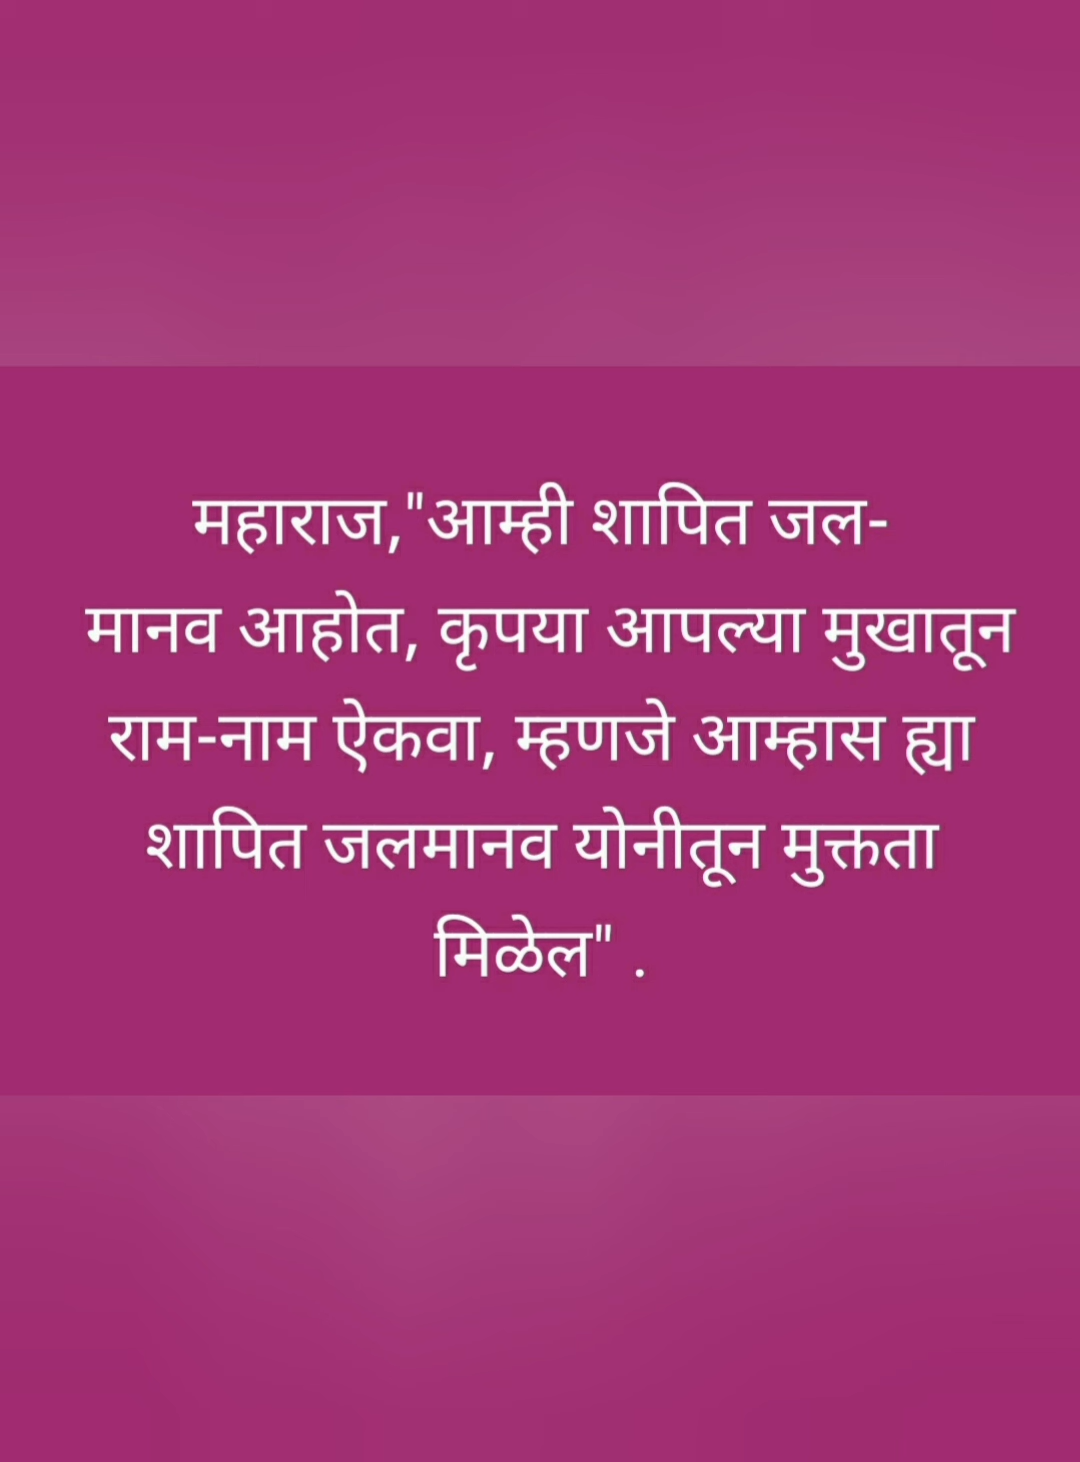 महाराज,"आम्ही शापित जल-
मानव आहोत, कृपया आपल्या मुखातून
राम-नाम ऐकवा, म्हणजे आम्हास ह्या
शापित जलमानव योनीतून मुक्तता
मिळेल" .